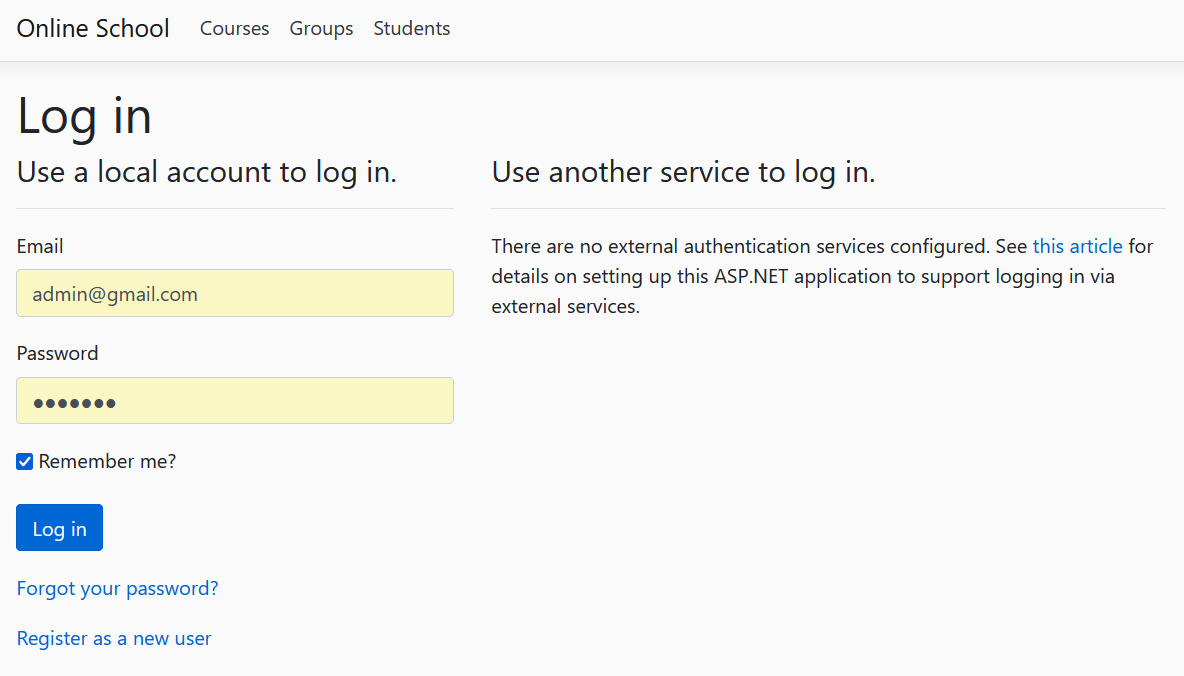 Online School Courses Groups Students
Log in
Use a local account to log in.
Email
admin@gmail.com
Password
●●●●●●●
Remember me?
Log in
Forgot your password?
Register as a new user
Use another service to log in.
There are no external authentication services configured. See this article for
details on setting up this ASP.NET application to support logging in via
external services.